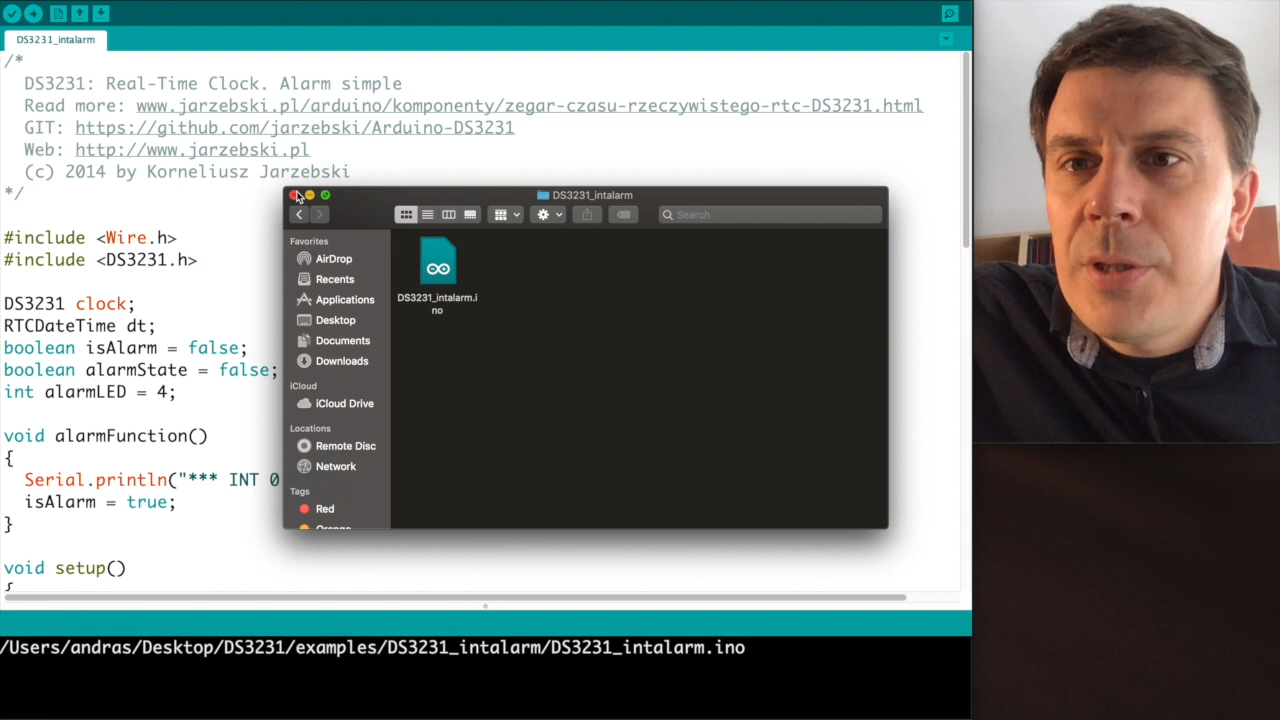 DS3231_intalarm
/*
DS3231: Real-Time Clock. Alarm simple
Read more: www.jarzebski.pl/arduino/komponenty/zegar-czasu-rzeczywistego-rtc-DS3231.html
GIT: https://github.com/jarzebski/Arduino-DS3231
Web: http://www.jarzebski.pl
(c) 2014 by Korneliusz Jarzebski
*/
#include <Wire.h>
#include <DS3231.h>
DS3231 clock;
RTCDateTime dt;
boolean isAlarm = false;
boolean alarmState = false;
int alarmLED = 4;
void alarmFunction()
{
Serial.println("*** INT 0
isAlarm = true;
}
void setup()
{
DS3231_intalarm
Search
Favorites
AirDrop
Recents
Applications
Desktop
Documents
Downloads
iCloud
iCloud Drive
Locations
Remote Disc
Network
Tags
Red
Orange
DS3231_intalarm.i
no
/Users/andras/Desktop/DS3231/examples/DS3231_intalarm/DS3231_intalarm.ino